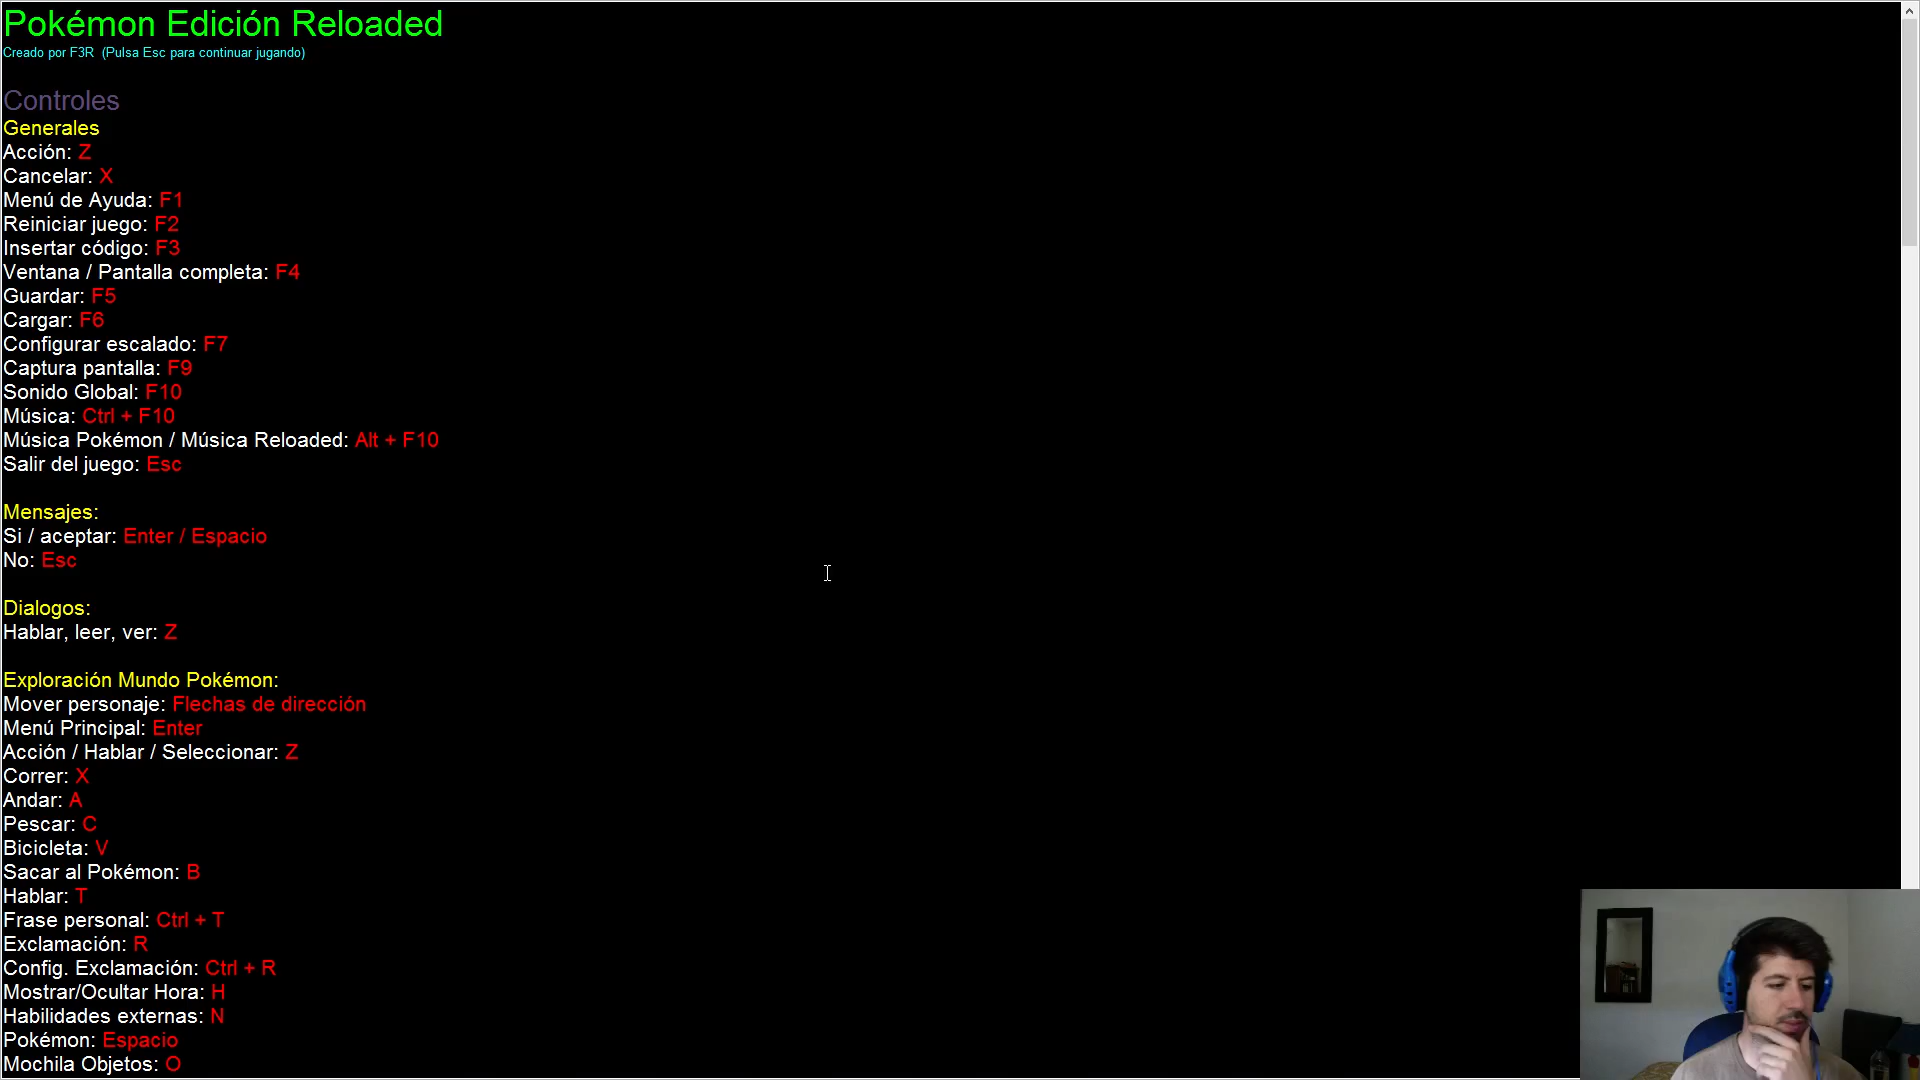 Pokémon Edición Reloaded
Creado por F3R  (Pulsa Esc para continuar jugando)
Controles
Generales
Acción: Z
Cancelar: X
Menú de Ayuda: F1
Reiniciar juego: F2
Insertar código: F3
Ventana / Pantalla completa: F4
Guardar: F5
Cargar: F6
Configurar escalado: F7
Captura pantalla: F9
Sonido Global: F10
Música: Ctrl + F10
Música Pokémon / Música Reloaded: Alt + F10
Salir del juego: Esc
Mensajes:
Si / aceptar: Enter / Espacio
No: Esc
Dialogos:
Hablar, leer, ver: Z
Exploración Mundo Pokémon:
Mover personaje: Flechas de dirección
Menú Principal: Enter
Acción / Hablar / Seleccionar: Z
Correr: X
Andar: A
Pescar: C
Bicicleta: V
Sacar al Pokémon: B
Hablar: T
Frase personal: Ctrl + T
Exclamación: R
Config. Exclamación: Ctrl + R
Mostrar/Ocultar Hora: H
Habilidades externas: N
Pokémon: Espacio
Mochila Objetos: O